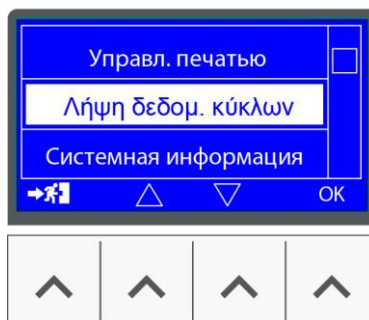 Управл. печатью
Λήψη δεδομ. κύκλων
Системная информация
OK